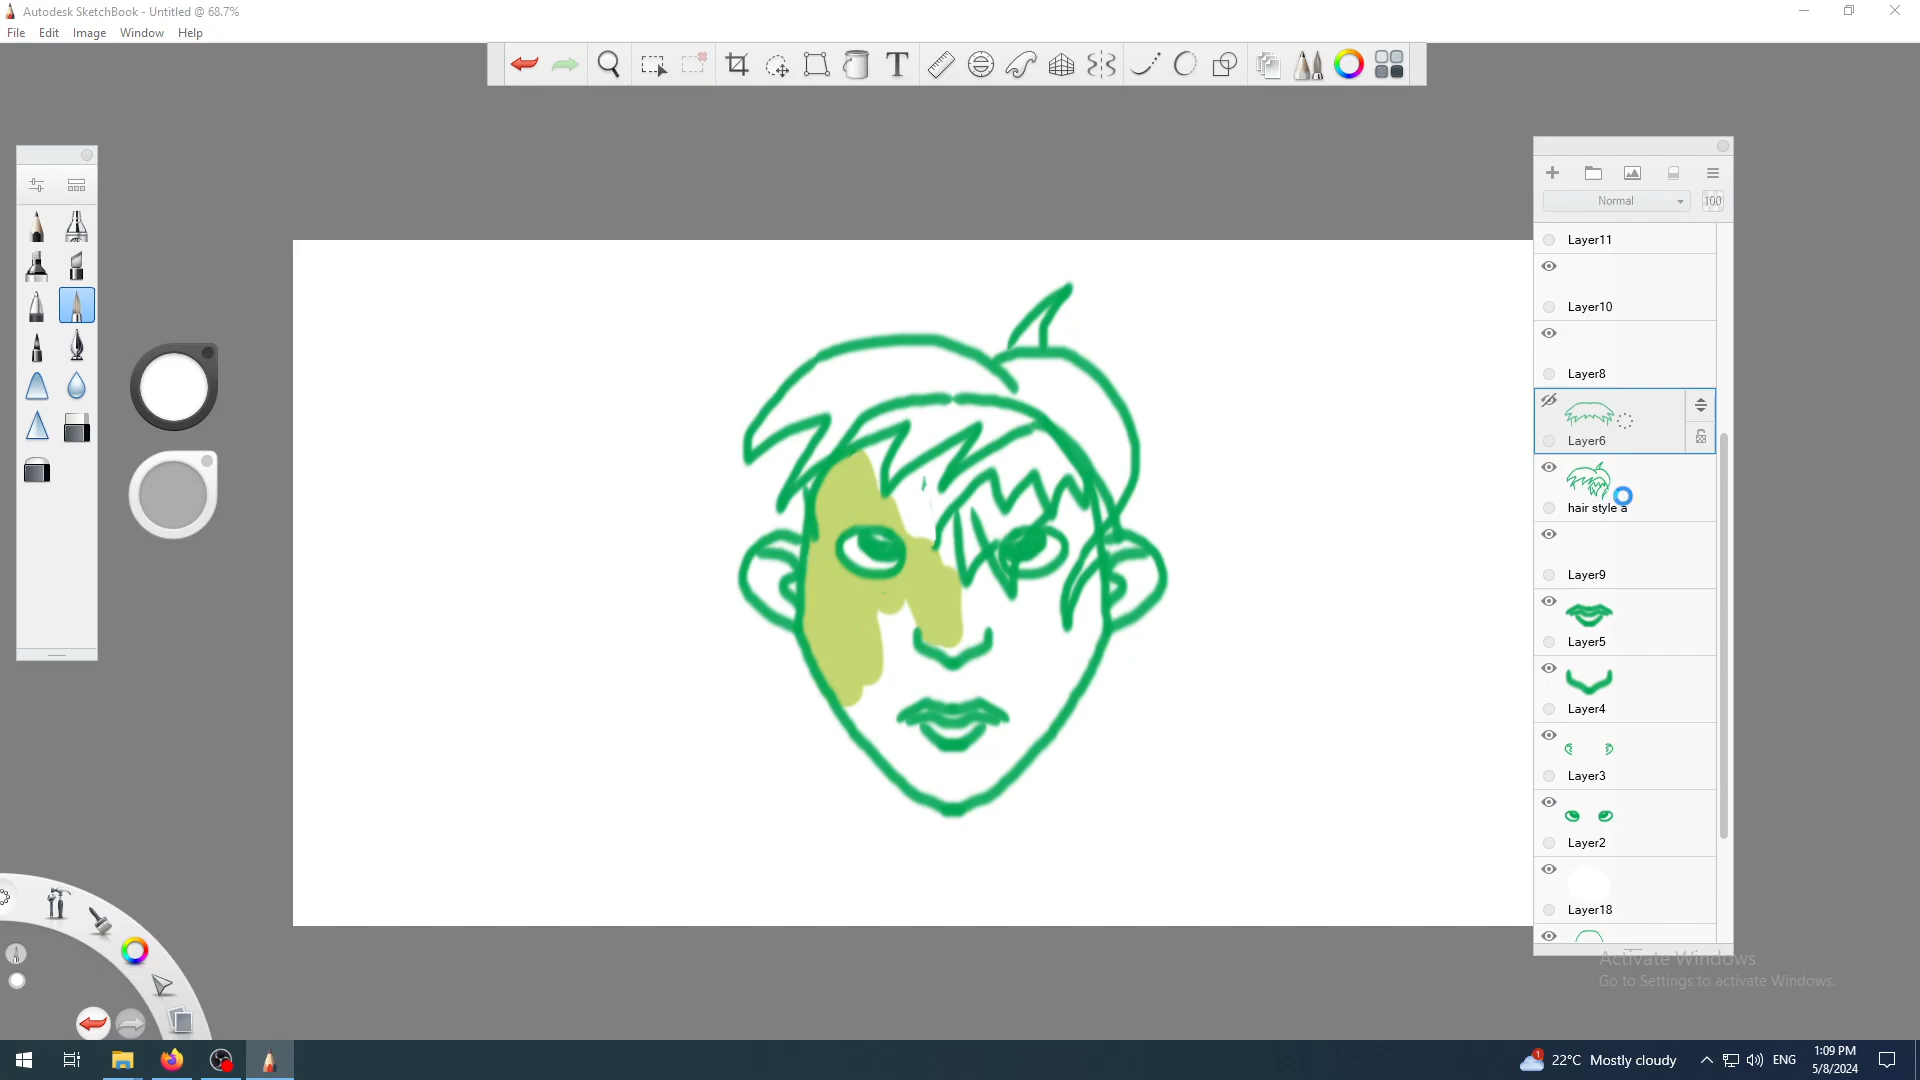 Autodesk SketchBook - Untitled @ 68.7%
File Edit Image Window Help
T
Normal 100
Layer11
Layer10
Layer8
Layer6
hair style a
Layer9
Layer5
Layer4
Layer3
Layer2
Layer18
Activate Windows
Go to Settings to activate Windows.
1 22°C Mostly cloudy ENG 1:09 PM
5/8/2024